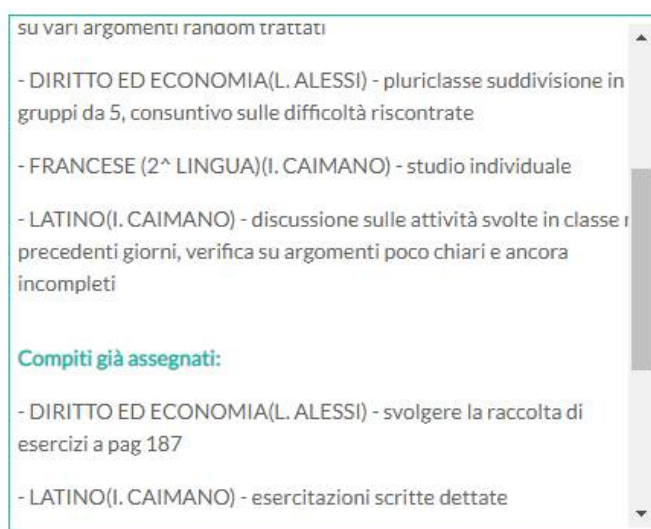 su vari argomenti random trattati
- DIRITTO ED ECONOMIA(L. ALESSI) - pluriclasse suddivisione in
gruppi da 5, consuntivo sulle difficoltà riscontrate
- FRANCESE (2^ LINGUA)(I. CAIMANO) - studio individuale
- LATINO(I. CAIMANO) - discussione sulle attività svolte in classe
precedenti giorni, verifica su argomenti poco chiari e ancora
incompleti
Compiti già assegnati:
- DIRITTO ED ECONOMIA(L. ALESSI) - svolgere la raccolta di
esercizi a pag 187
- LATINO(I. CAIMANO) - esercitazioni scritte dettate